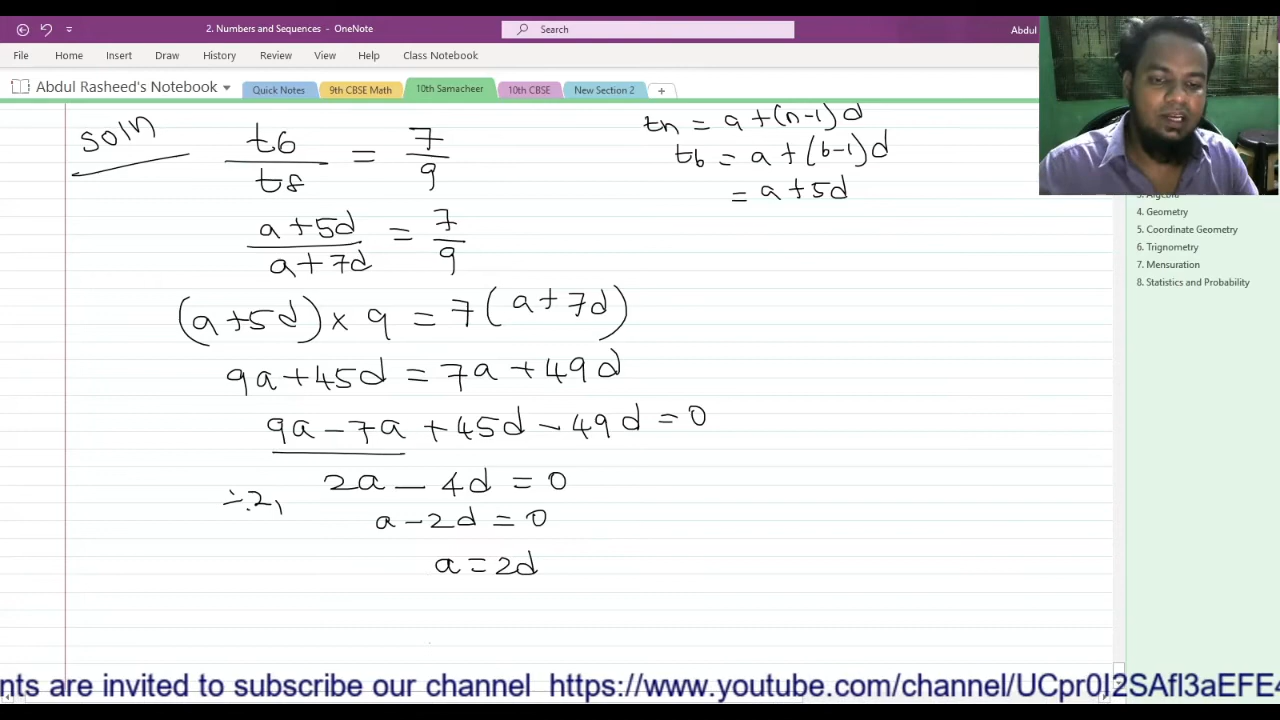 2. Numbers and Sequences - OneNote
Search
Abdul
File Home Insert Draw History Review View Help Class Notebook
Abdul Rasheed's Notebook
Quick Notes 9th CBSE Math 10th Samacheer 10th CBSE New Section 2
soln
t6/t8 = 7/9
a+5d/a+7d = 7/9
(a+5d) × 9 = 7(a+7d)
9a+45d = 7a+49d
9a-7a+45d-49d=0
2a-4d=0
÷2,
a-2d=0
a=2d
tn = a+(n-1)d
t6 = a+(6-1)d
= a+5d
4. Geometry
5. Coordinate Geometry
6. Trignometry
7. Mensuration
8. Statistics and Probability
nts are invited to subscribe our channel https://www.youtube.com/channel/UCpr0I2SAfI3aEFE4